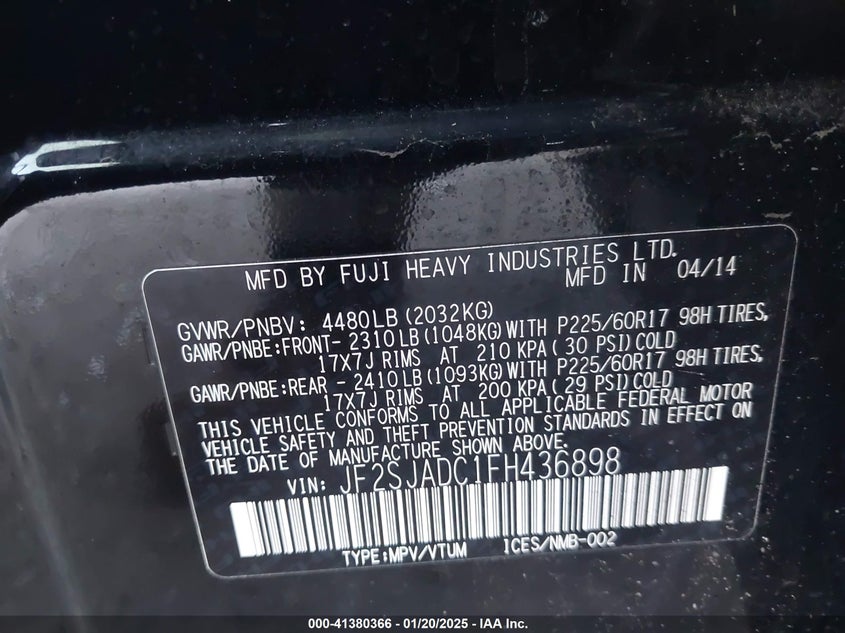 MFD BY FUJI HEAVY INDUSTRIES LTD.
MFD IN 04/14
GVWR/PNBV: 4480LB (2032KG)
GAWR/PNBE:FRONT- 2310LB (1048KG) WITH P225/60R17 98H TIRES,
17X7J RIMS AT 210 KPA ( 30 PSI) COLD
GAWR/PNBE:REAR - 2410LB (1093KG) WITH P225/60R17 98H TIRES,
17X7J RIMS AT 200 KPA (29 PSI) COLD
THIS VEHICLE CONFORMS TO ALL APPLICABLE FEDERAL MOTOR
VEHICLE SAFETY AND THEFT PREVENTION STANDARDS IN EFFECT ON
THE DATE OF MANUFACTURE SHOWN ABOVE.
VIN: JF2SJADC1FH436898
TYPE:MPV/VTUM ICES/NMB-002
000-41380366 - 01/20/2025 - IAA Inc.